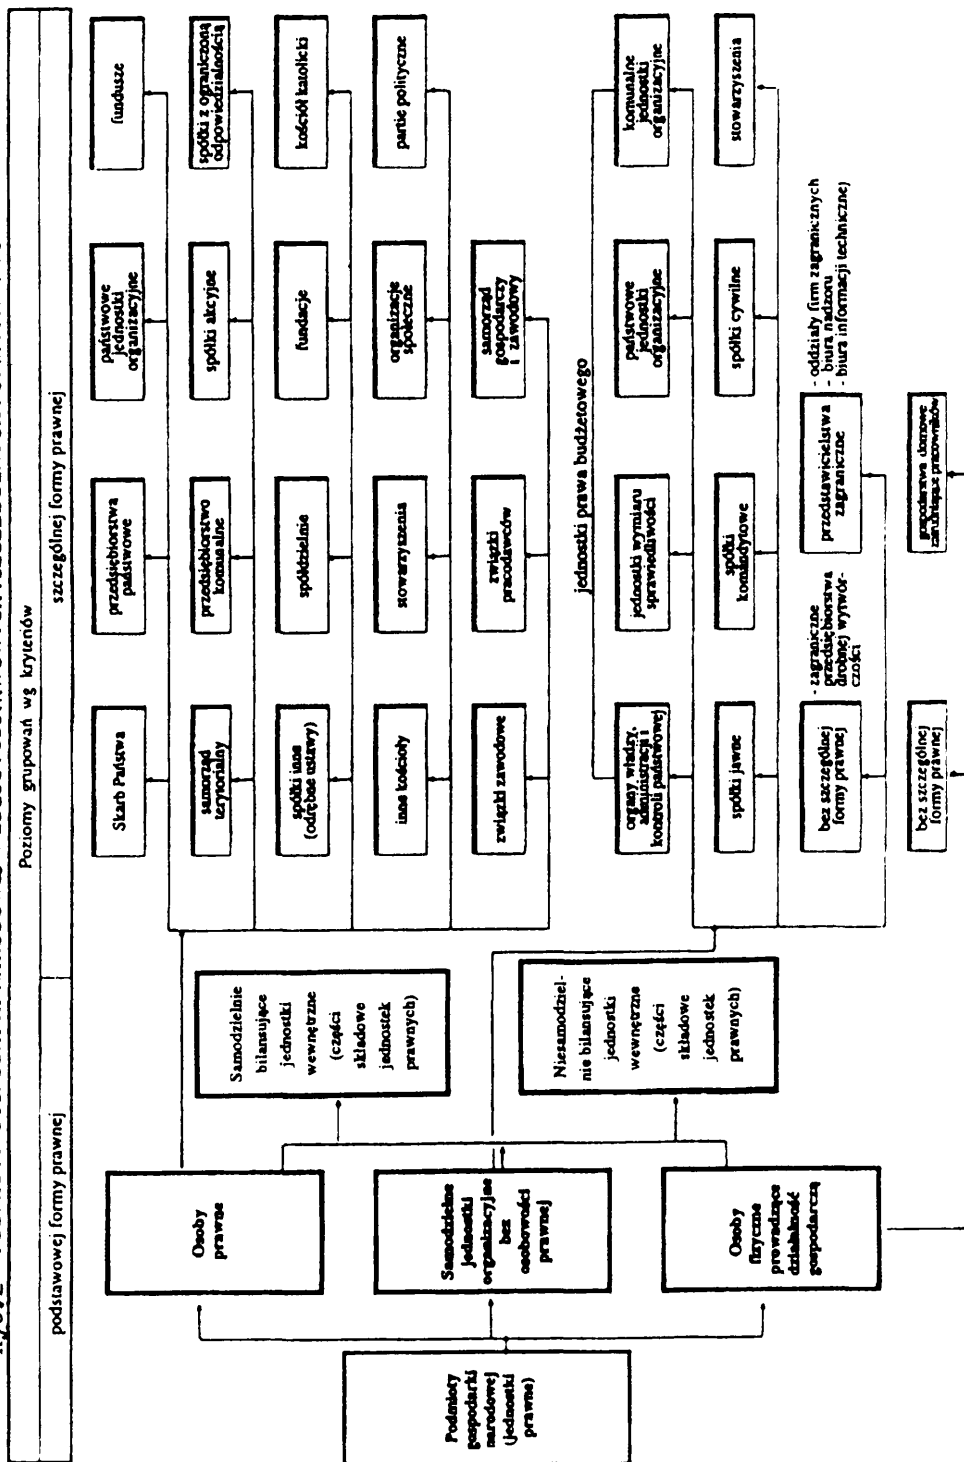 Poziomy grupowań wg kryteriów
podstawowej formy prawnej
szczególnej formy prawnej
Podmioty
gospodarki
narodowej
(jednostki
prawne)
Osoby
prawne
Samodzielne
jednostki
organizacyjne
bez
osobowości
prawnej
Osoby
fizyczne
prowadzące
działalność
gospodarczą
Samodzielnie
bilansujące
jednostki
wewnętrzne
(części
składowe
jednostek
prawnych)
Niesamodziel-
nie bilansujące
jednostki
wewnętrzne
(części
składowe
jednostek
prawnych)
Skarb Państwa
przedsiębiorstwa
państwowe
państwowe
jednostki
organizacyjne
fundusze
samorząd
terytorialny
przedsiębiorstwo
komunalne
spółki akcyjne
spółki z ograniczoną
odpowiedzialnością
spółki inne
(odrębne ustawy)
spółdzielnie
fundacje
kościół katolicki
inne kościoły
stowarzyszenia
organizacje
społeczne
partie polityczne
związki zawodowe
związki
pracodawców
samorząd
gospodarczy
i zawodowy
jednostki prawa budżetowego
organy władzy,
administracji i
kontroli państwowej
jednostki wymiaru
sprawiedliwości
państwowe
jednostki
organizacyjne
komunalne
jednostki
organizacyjne
spółki jawne
spółki
komandytowe
spółki cywilne
stowarzyszenia
bez szczególnej
formy prawnej
- zagraniczne
przedsiębiorstwa
drobnej wytwór-
czości
przedstawicielstwa
zagraniczne
- oddziały firm zagranicznych
- biura nadzoru
- biura informacji technicznej
bez szczególnej
formy prawnej
gospodarstwa domowe
zatrudniające pracowników